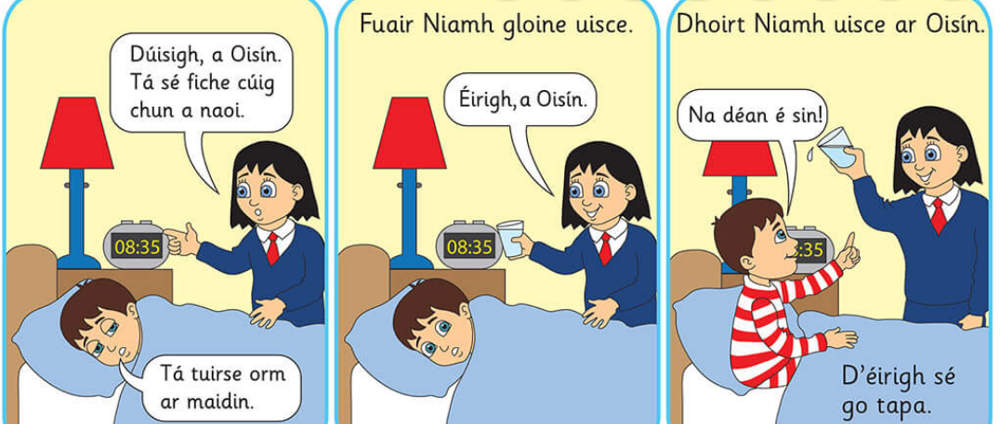 Dúisigh, a Oisín.
Tá sé fiche cúig
chun a naoi.
08:35
Tá tuirse orm
ar maidin.
Fuair Niamh gloine uisce.
Éirigh, a Oisín.
08:35
Dhoirt Niamh uisce ar Oisín.
Na déan é sin!
:35
D'éirigh sé
go tapa.